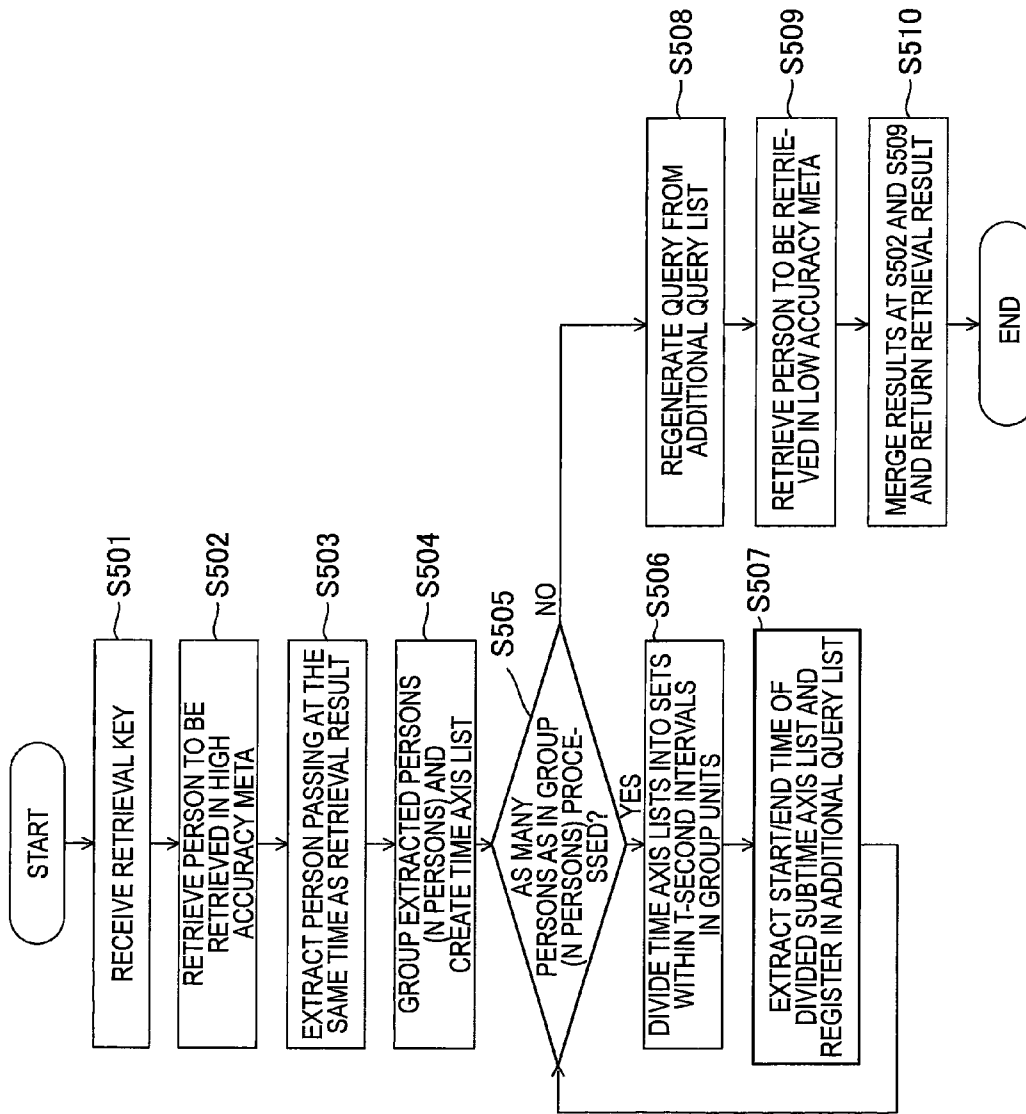 START
RECEIVE RETRIEVAL KEY
S501
RETRIEVE PERSON TO BE
RETRIEVED IN HIGH
ACCURACY META
S502
EXTRACT PERSON PASSING AT THE
SAME TIME AS RETRIEVAL RESULT
S503
GROUP EXTRACTED PERSONS
(N PERSONS) AND
CREATE TIME AXIS LIST
S504
AS MANY
PERSONS AS IN GROUP
(N PERSONS) PROCE-
SSED?
S505
NO
YES
DIVIDE TIME AXIS LISTS INTO SETS
WITHIN T-SECOND INTERVALS
IN GROUP UNITS
S506
EXTRACT START/END TIME OF
DIVIDED SUBTIME AXIS LIST AND
REGISTER IN ADDITIONAL QUERY LIST
S507
REGENERATE QUERY FROM
ADDITIONAL QUERY LIST
S508
RETRIEVE PERSON TO BE RETRIE-
VED IN LOW ACCURACY META
S509
MERGE RESULTS AT S502 AND S509
AND RETURN RETRIEVAL RESULT
S510
END